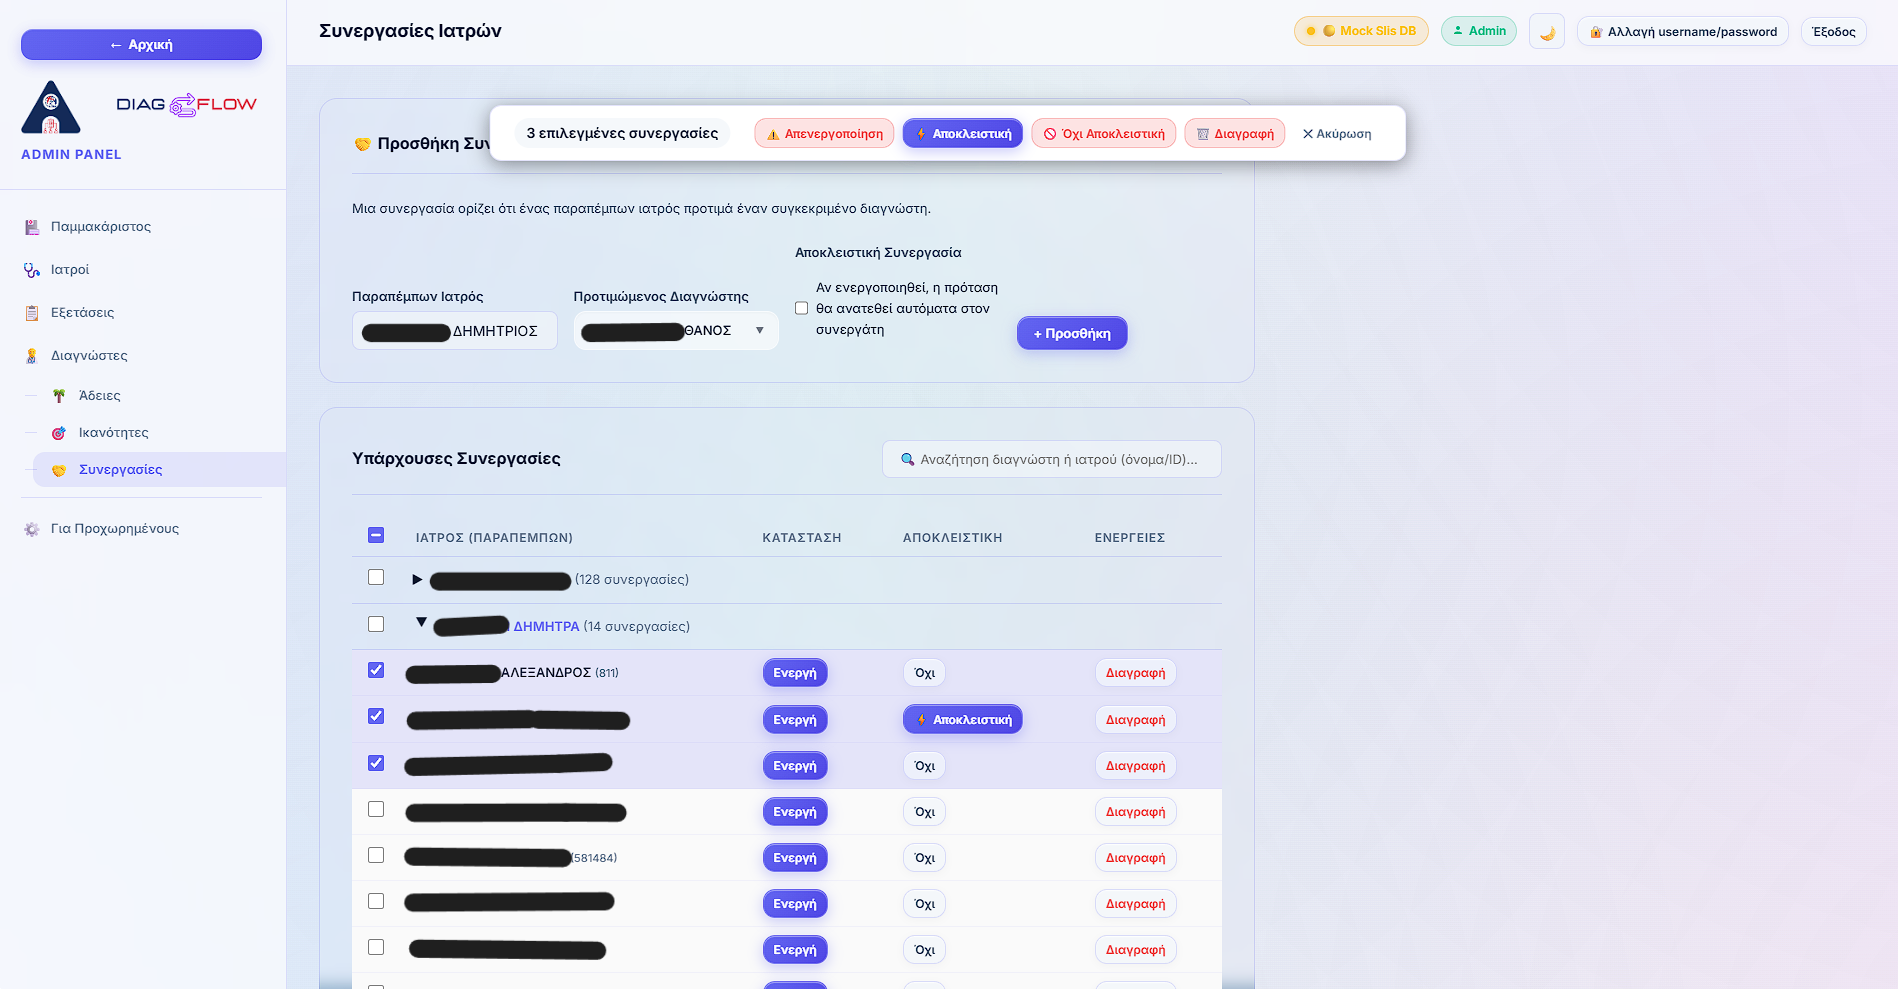 ← Αρχική
DIAG FLOW
ADMIN PANEL
Παμμακάριστος
Ιατροί
Εξετάσεις
Διαγνώστες
Άδειες
Ικανότητες
Συνεργασίες
Για Προχωρημένους
Συνεργασίες Ιατρών
Mock Slis DB
Admin
Αλλαγή username/password
Έξοδος
3 επιλεγμένες συνεργασίες
Απενεργοποίηση
Αποκλειστική
Όχι Αποκλειστική
Διαγραφή
✕ Ακύρωση
Προσθήκη Συν
Μια συνεργασία ορίζει ότι ένας παραπέμπων ιατρός προτιμά έναν συγκεκριμένο διαγνώστη.
Παραπέμπων Ιατρός
ΔΗΜΗΤΡΙΟΣ
Προτιμώμενος Διαγνώστης
ΘΑΝΟΣ
Αποκλειστική Συνεργασία
Αν ενεργοποιηθεί, η πρόταση
θα ανατεθεί αυτόματα στον
συνεργάτη
+ Προσθήκη
Υπάρχουσες Συνεργασίες
Αναζήτηση διαγνώστη ή ιατρού (όνομα/ID)...
ΙΑΤΡΟΣ (ΠΑΡΑΠΕΜΠΩΝ) ΚΑΤΑΣΤΑΣΗ ΑΠΟΚΛΕΙΣΤΙΚΗ ΕΝΕΡΓΕΙΕΣ
(128 συνεργασίες)
ΔΗΜΗΤΡΑ (14 συνεργασίες)
ΑΛΕΞΑΝΔΡΟΣ (811) Ενεργή Όχι Διαγραφή
Ενεργή Αποκλειστική Διαγραφή
Ενεργή Όχι Διαγραφή
Ενεργή Όχι Διαγραφή
(581484) Ενεργή Όχι Διαγραφή
Ενεργή Όχι Διαγραφή
Ενεργή Όχι Διαγραφή